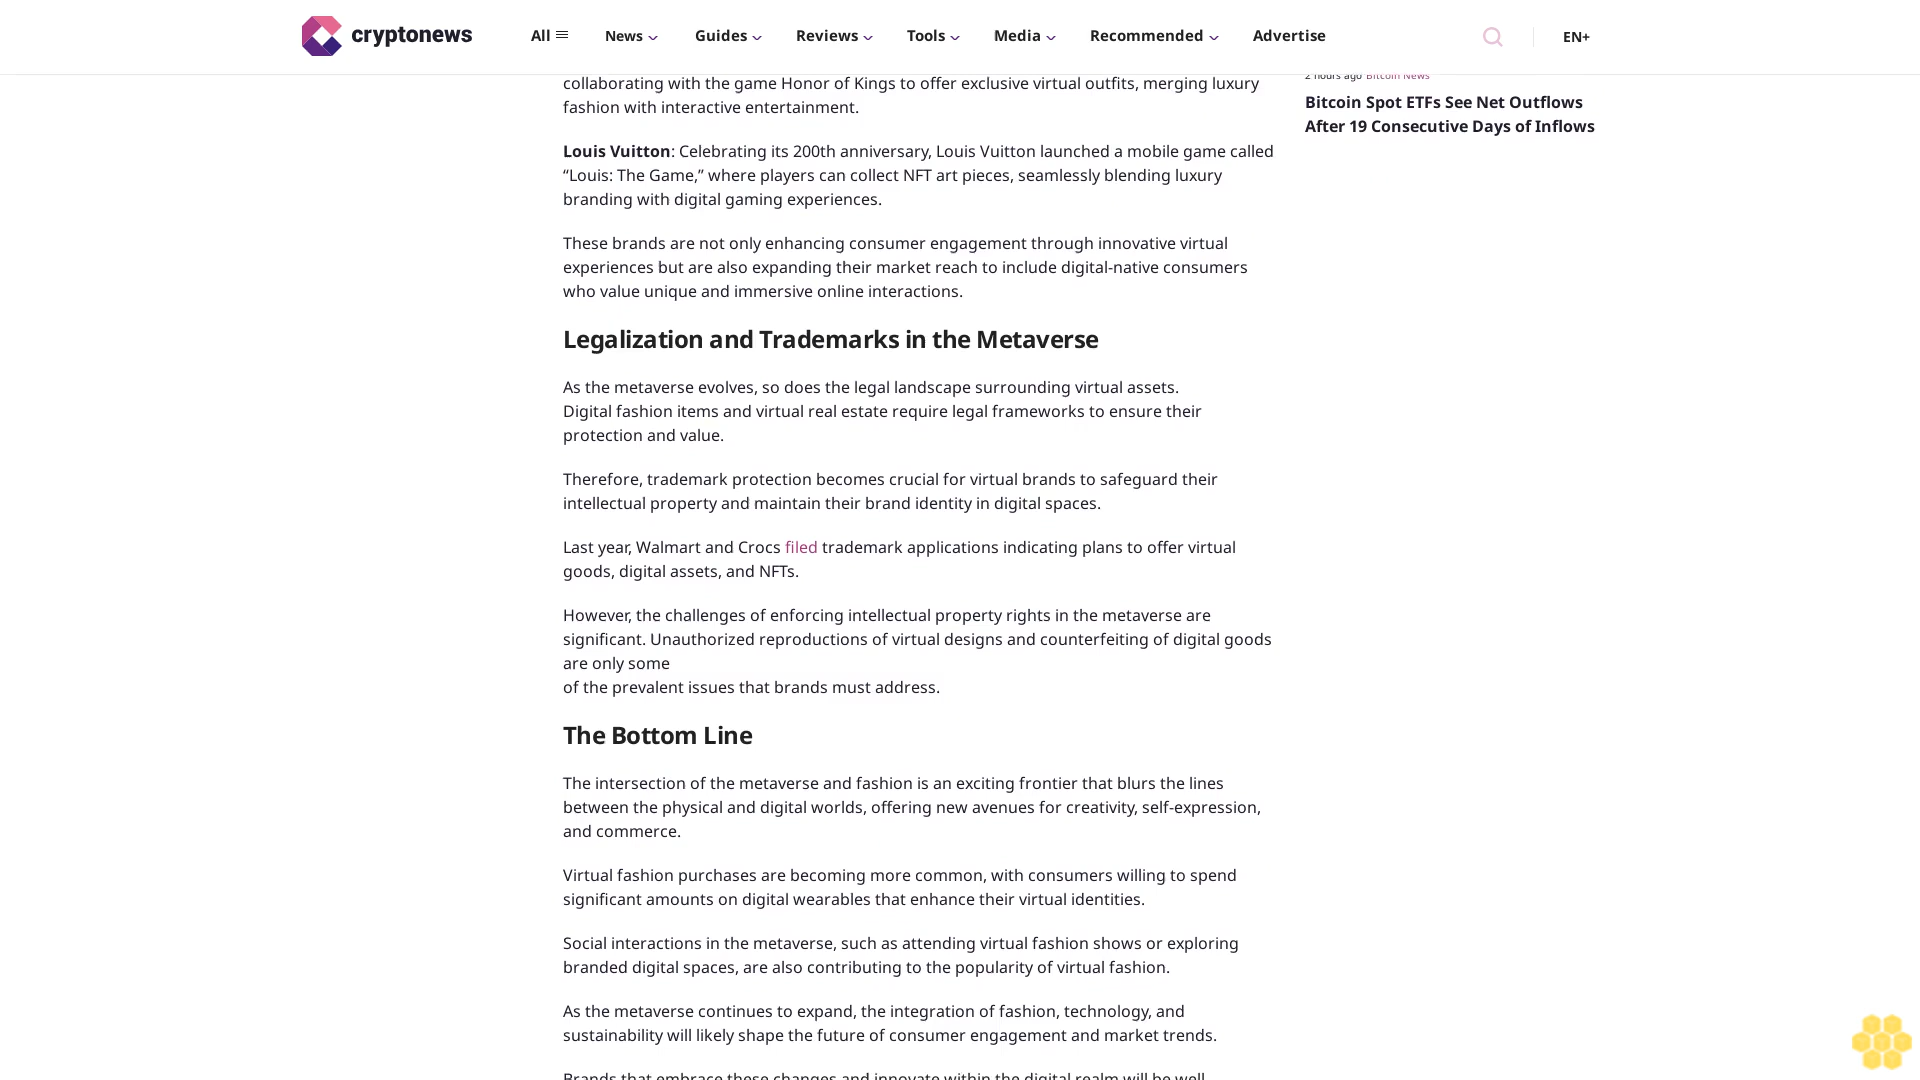 cryptonews
All
News
Guides
Reviews
Tools
Media
Recommended
Advertise
EN+
collaborating with the game Honor of Kings to offer exclusive virtual outfits, merging luxury
fashion with interactive entertainment.
Louis Vuitton: Celebrating its 200th anniversary, Louis Vuitton launched a mobile game called
“Louis: The Game,” where players can collect NFT art pieces, seamlessly blending luxury
branding with digital gaming experiences.
These brands are not only enhancing consumer engagement through innovative virtual
experiences but are also expanding their market reach to include digital-native consumers
who value unique and immersive online interactions.
Legalization and Trademarks in the Metaverse
As the metaverse evolves, so does the legal landscape surrounding virtual assets.
Digital fashion items and virtual real estate require legal frameworks to ensure their
protection and value.
Therefore, trademark protection becomes crucial for virtual brands to safeguard their
intellectual property and maintain their brand identity in digital spaces.
Last year, Walmart and Crocs filed trademark applications indicating plans to offer virtual
goods, digital assets, and NFTs.
However, the challenges of enforcing intellectual property rights in the metaverse are
significant. Unauthorized reproductions of virtual designs and counterfeiting of digital goods
are only some
of the prevalent issues that brands must address.
The Bottom Line
The intersection of the metaverse and fashion is an exciting frontier that blurs the lines
between the physical and digital worlds, offering new avenues for creativity, self-expression,
and commerce.
Virtual fashion purchases are becoming more common, with consumers willing to spend
significant amounts on digital wearables that enhance their virtual identities.
Social interactions in the metaverse, such as attending virtual fashion shows or exploring
branded digital spaces, are also contributing to the popularity of virtual fashion.
As the metaverse continues to expand, the integration of fashion, technology, and
sustainability will likely shape the future of consumer engagement and market trends.
Brands that embrace these changes and innovate within the digital realm will be well
2 hours ago Bitcoin News
Bitcoin Spot ETFs See Net Outflows
After 19 Consecutive Days of Inflows